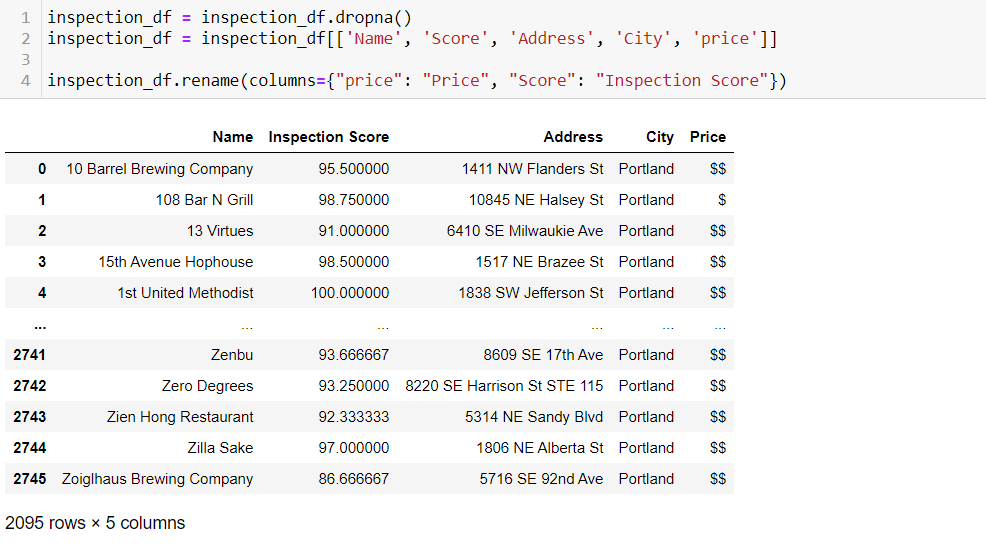 1 inspection_df = inspection_df.dropna()
2 inspection_df = inspection_df[['Name', 'Score', 'Address', 'City', 'price']]
3
4 inspection_df.rename(columns={"price": "Price", "Score": "Inspection Score"})
Name Inspection Score Address City Price
0 10 Barrel Brewing Company 95.500000 1411 NW Flanders St Portland $$
1 108 Bar N Grill 98.750000 10845 NE Halsey St Portland $
2 13 Virtues 91.000000 6410 SE Milwaukie Ave Portland $$
3 15th Avenue Hophouse 98.500000 1517 NE Brazee St Portland $$
4 1st United Methodist 100.000000 1838 SW Jefferson St Portland $$
... ... ... ... ... ...
2741 Zenbu 93.666667 8609 SE 17th Ave Portland $$
2742 Zero Degrees 93.250000 8220 SE Harrison St STE 115 Portland $$
2743 Zien Hong Restaurant 92.333333 5314 NE Sandy Blvd Portland $$
2744 Zilla Sake 97.000000 1806 NE Alberta St Portland $$
2745 Zoiglhaus Brewing Company 86.666667 5716 SE 92nd Ave Portland $$
2095 rows × 5 columns